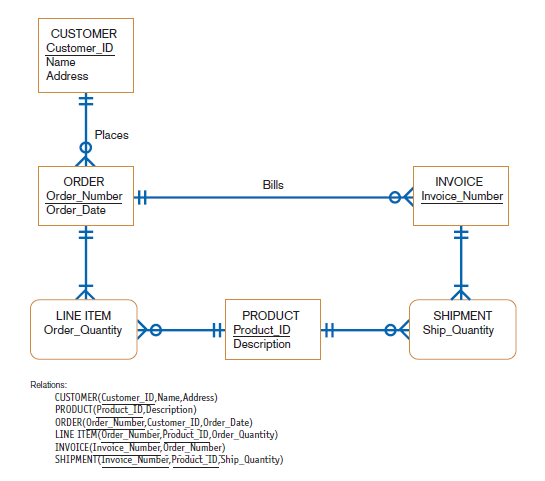 CUSTOMER
Customer_ID
Name
Address
Places
ORDER
Order_Number
Order_Date
Bills
INVOICE
Invoice_Number
LINE ITEM
Order_Quantity
PRODUCT
Product_ID
Description
SHIPMENT
Ship_Quantity
Relations:
CUSTOMER(Customer_ID,Name,Address)
PRODUCT(Product_ID,Description)
ORDER(Order_Number,Customer_ID,Order_Date)
LINE ITEM(Order_Number,Product_ID,Order_Quantity)
INVOICE(Invoice_Number,Order_Number)
SHIPMENT(Invoice_Number,Product_ID,Ship_Quantity)